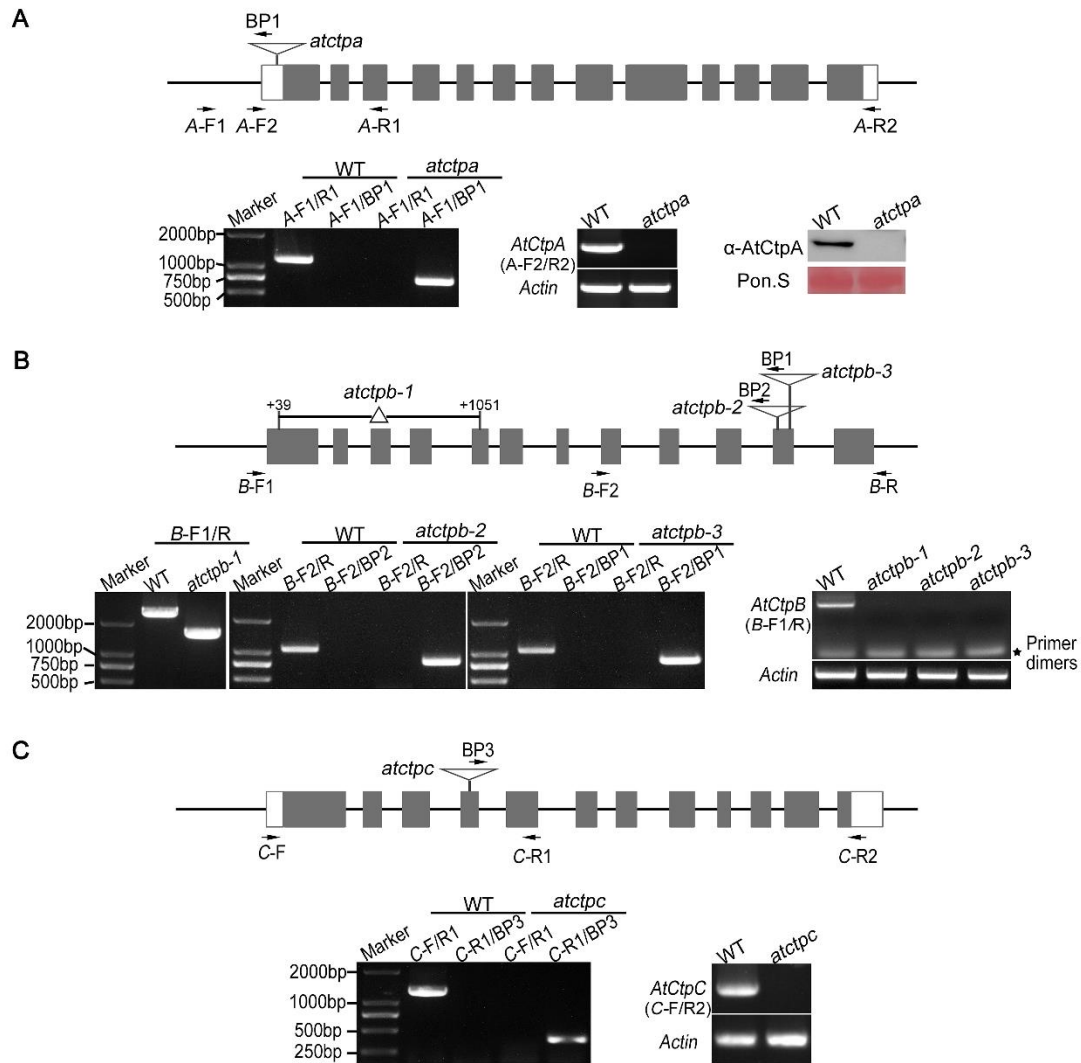 A
BP1
atctpa
A-F1 A-F2 A-R1 A-R2
WT atctpa
Marker A-F1/R1 A-F1/BP1 A-F1/R1 A-F1/BP1
2000bp
1000bp
750bp
500bp
WT atctpa
AtCtpA
(A-F2/R2)
Actin
WT atctpa
α-AtCtpA
Pon.S
B
BP1
atctpb-3
BP2
atctpb-2
atctpb-1
+39 +1051
B-F1 B-F2 B-R
B-F1/R WT atctpb-2 WT atctpb-3
Marker WT atctpb-1 Marker B-F2/R B-F2/BP2 B-F2/R B-F2/BP2 Marker B-F2/R B-F2/BP1 B-F2/R B-F2/BP1
2000bp
1000bp
750bp
500bp
WT atctpb-1 atctpb-2 atctpb-3
AtCtpB
(B-F1/R)
★ Primer
dimers
Actin
C
BP3
atctpc
C-F C-R1 C-R2
WT atctpc
Marker C-F/R1 C-R1/BP3 C-F/R1 C-R1/BP3
2000bp
1000bp
500bp
250bp
WT atctpc
AtCtpC
(C-F/R2)
Actin